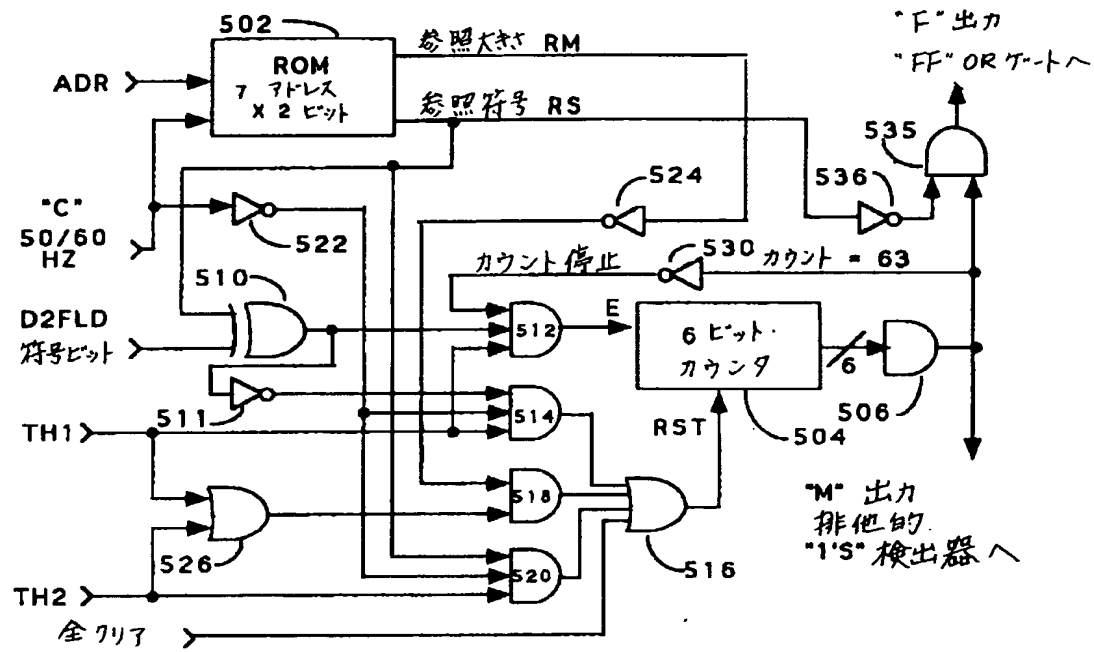 502
"F" 出力
"FF" ORゲートへ
ADR
ROM
7 アドレス
× 2 ビット
参照大きさ RM
参照符号 RS
535
524
536
"C"
50/60
HZ
522
510
カウント停止
530
カウント = 63
D2FLD
符号ビット
512
E
6 ビット
カウンタ
6
506
511
514
TH1
RST
504
518
"M" 出力
排他的
"1'S" 検出器へ
526
520
516
TH2
全クリア